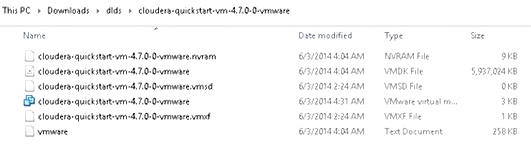 This PC > Downloads > dlds > cloudera-quickstart-vm-4.7.0-0-vmware
Name Date modified Type Size
cloudera-quickstart-vm-4.7.0-0-vmware.nvram 6/3/2014 4:04 AM NVRAM File 9 KB
cloudera-quickstart-vm-4.7.0-0-vmware 6/3/2014 4:04 AM VMDK File 5,937,024 KB
cloudera-quickstart-vm-4.7.0-0-vmware.vmsd 6/3/2014 2:24 AM VMSD File 0 KB
cloudera-quickstart-vm-4.7.0-0-vmware 6/3/2014 4:31 AM VMware virtual m... 3 KB
cloudera-quickstart-vm-4.7.0-0-vmware.vmxf 6/3/2014 2:24 AM VMXF File 1 KB
vmware 6/3/2014 4:04 AM Text Document 258 KB